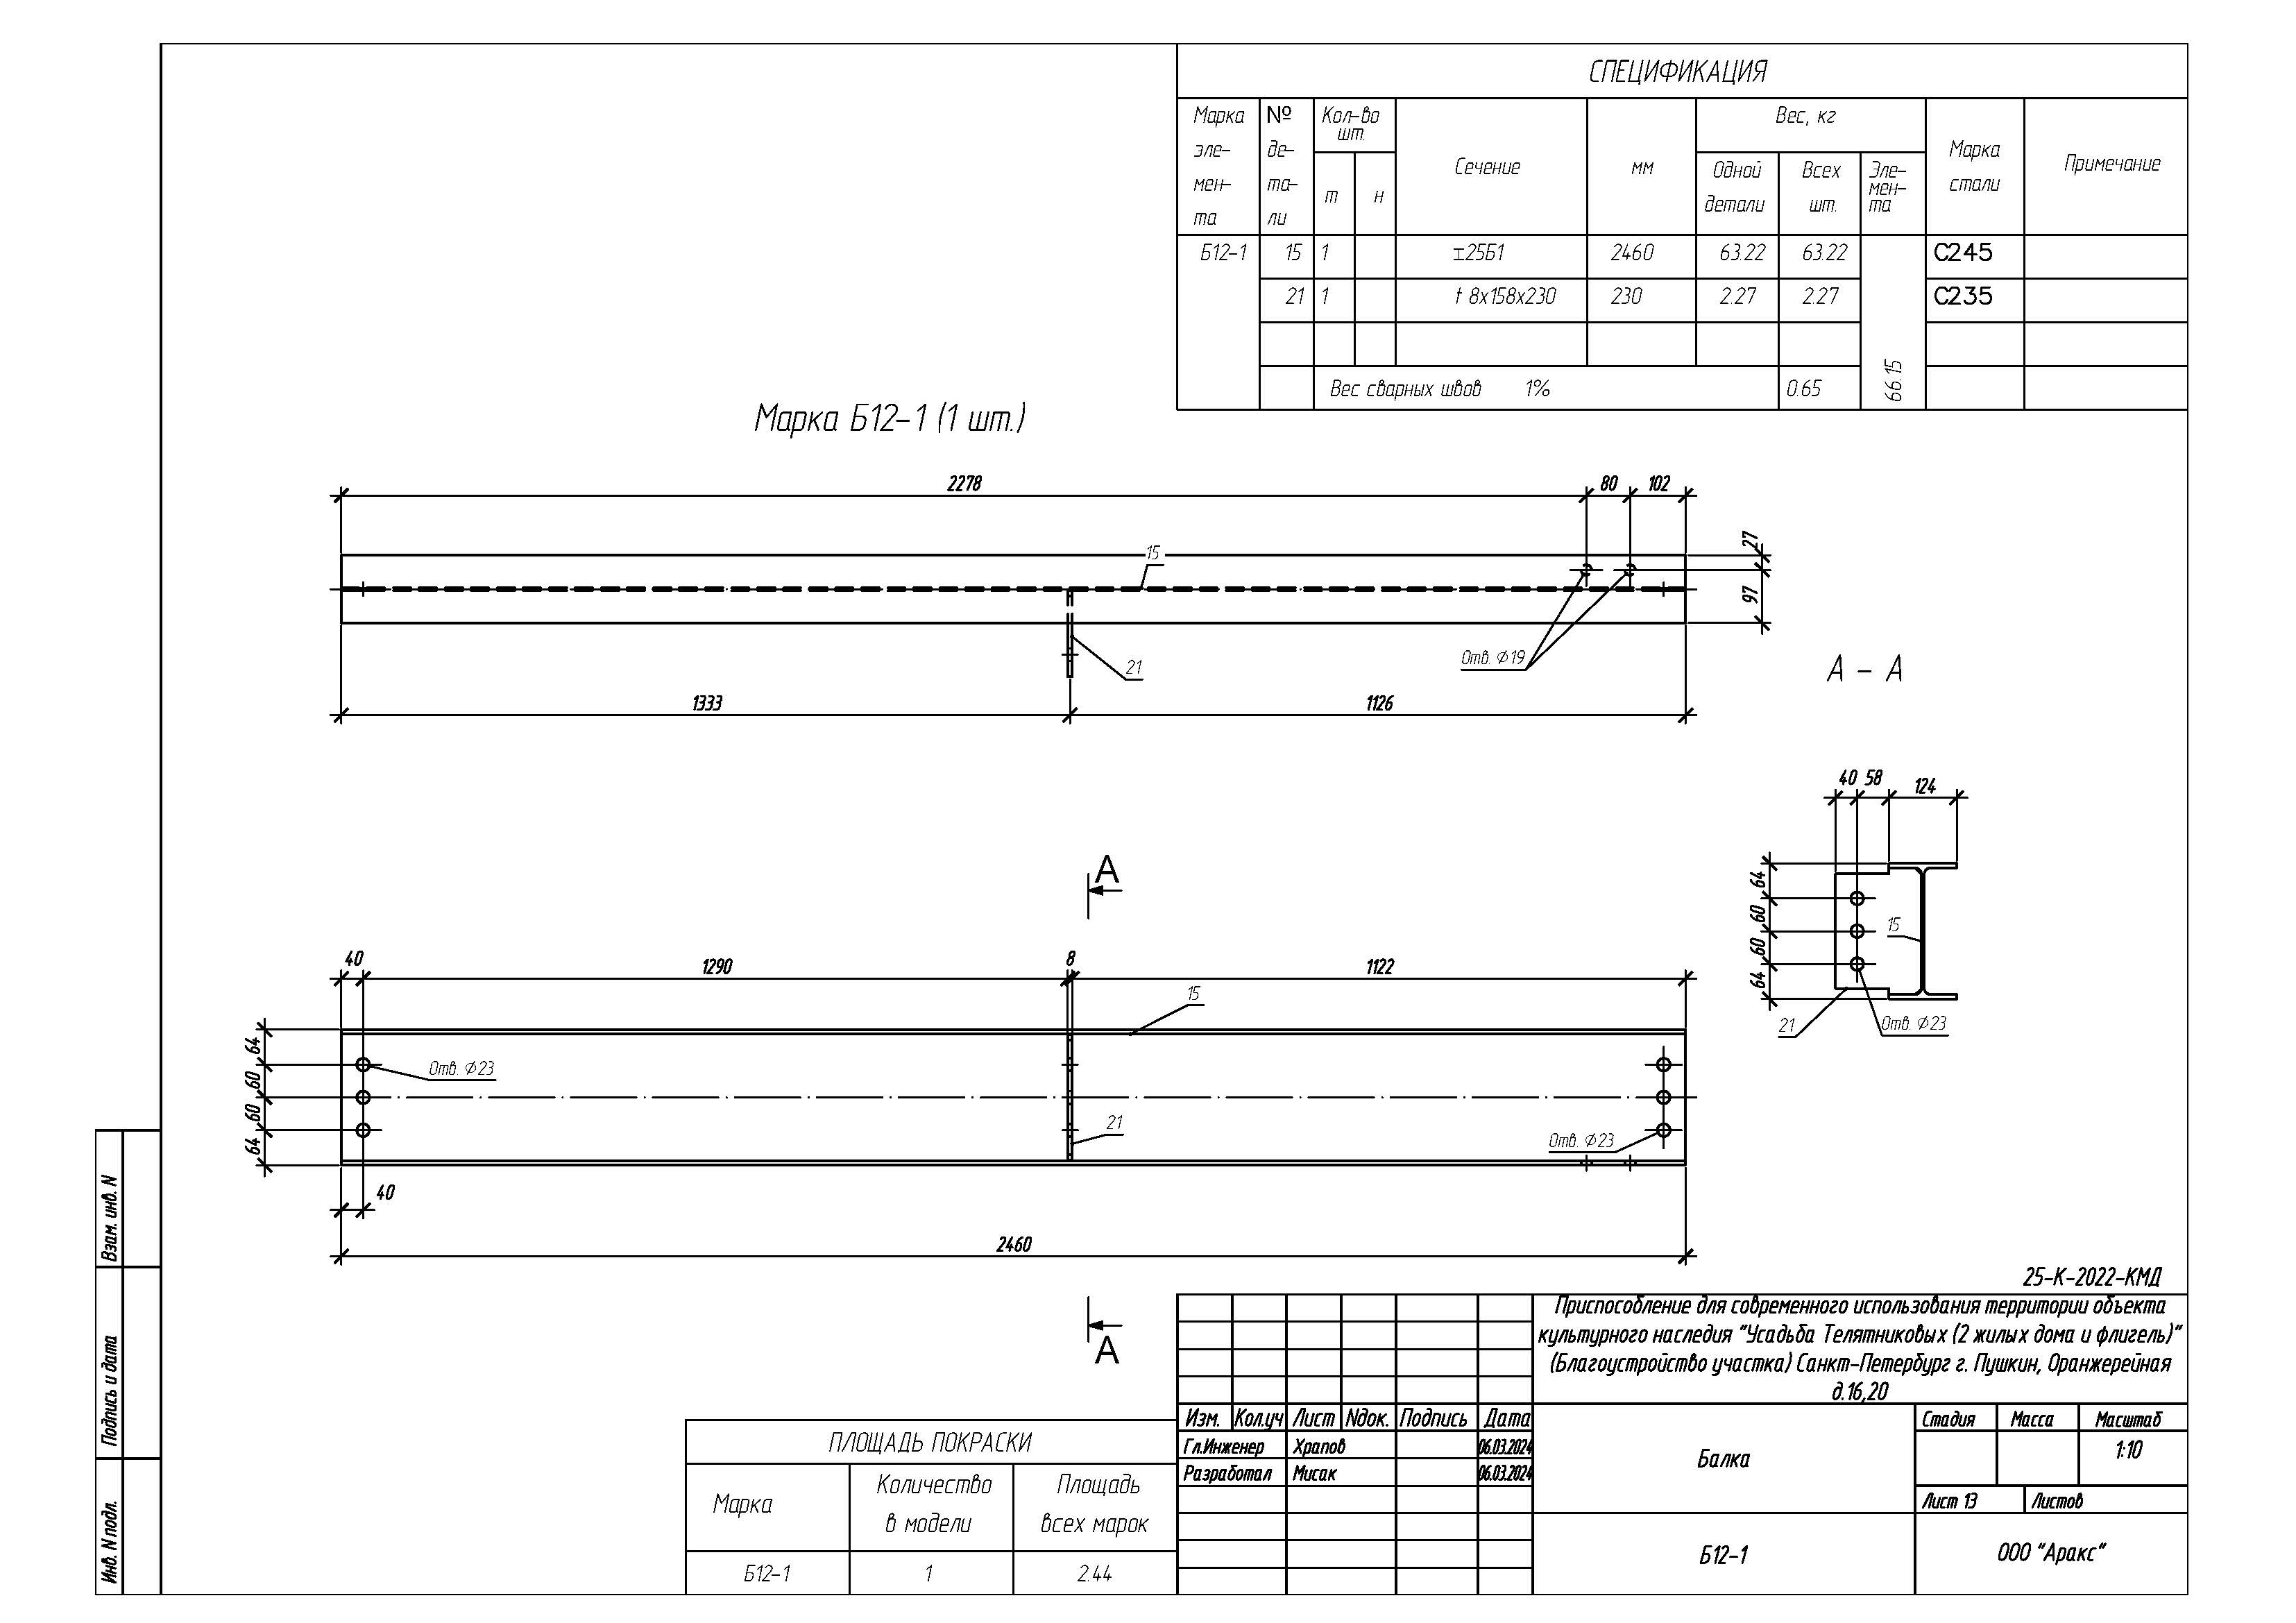 СПЕЦИФИКАЦИЯ
Марка эле- мен- та
№ де- та- ли
Кол-во шт.
т н
Сечение
мм
Вес, кг
Одной детали
Всех шт.
Эле- мен- та
Марка стали
Примечание
Б12-1 15 1 ⌶25Б1 2460 63.22 63.22 С245
21 1 t 8x158x230 230 2.27 2.27 С235
Вес сварных швов 1% 0.65
66.15
Марка Б12-1 (1 шт.)
2278 80 102
15
27
97
21
Отв. ⌀19
1333 1126
А - А
40 58 124
64
60
60
64
15
21
Отв. ⌀23
А
40 1290 8 1122
15
64
60
60
64
Отв. ⌀23
21
Отв. ⌀23
40
2460
А
Взам. инв. N
Подпись и дата
Инв. N подл.
25-К-2022-КМД
Приспособление для современного использования территории объекта
культурного наследия "Усадьба Телятниковых (2 жилых дома и флигель)"
(Благоустройство участка) Санкт-Петербург г. Пушкин, Оранжерейная
д.16,20
Изм. Кол.уч Лист Nдок. Подпись Дата
Гл.Инженер Храпов 06.03.2024
Разработал Мисак 06.03.2024
Балка
Стадия Масса Масштаб
1:10
Лист 13 Листов
Б12-1
ООО "Аракс"
ПЛОЩАДЬ ПОКРАСКИ
Марка
Количество в модели
Площадь всех марок
Б12-1 1 2.44